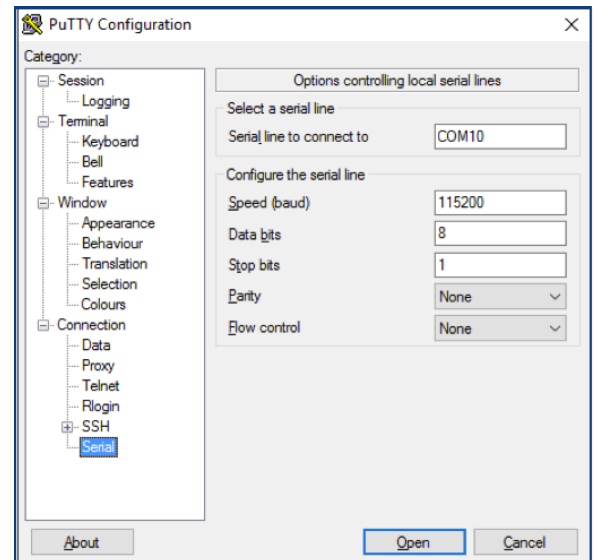 PuTTY Configuration
Category:
Session
Logging
Terminal
Keyboard
Bell
Features
Window
Appearance
Behaviour
Translation
Selection
Colours
Connection
Data
Proxy
Telnet
Rlogin
SSH
Serial
Options controlling local serial lines
Select a serial line
Serial line to connect to COM10
Configure the serial line
Speed (baud) 115200
Data bits 8
Stop bits 1
Parity None
Flow control None
About Open Cancel